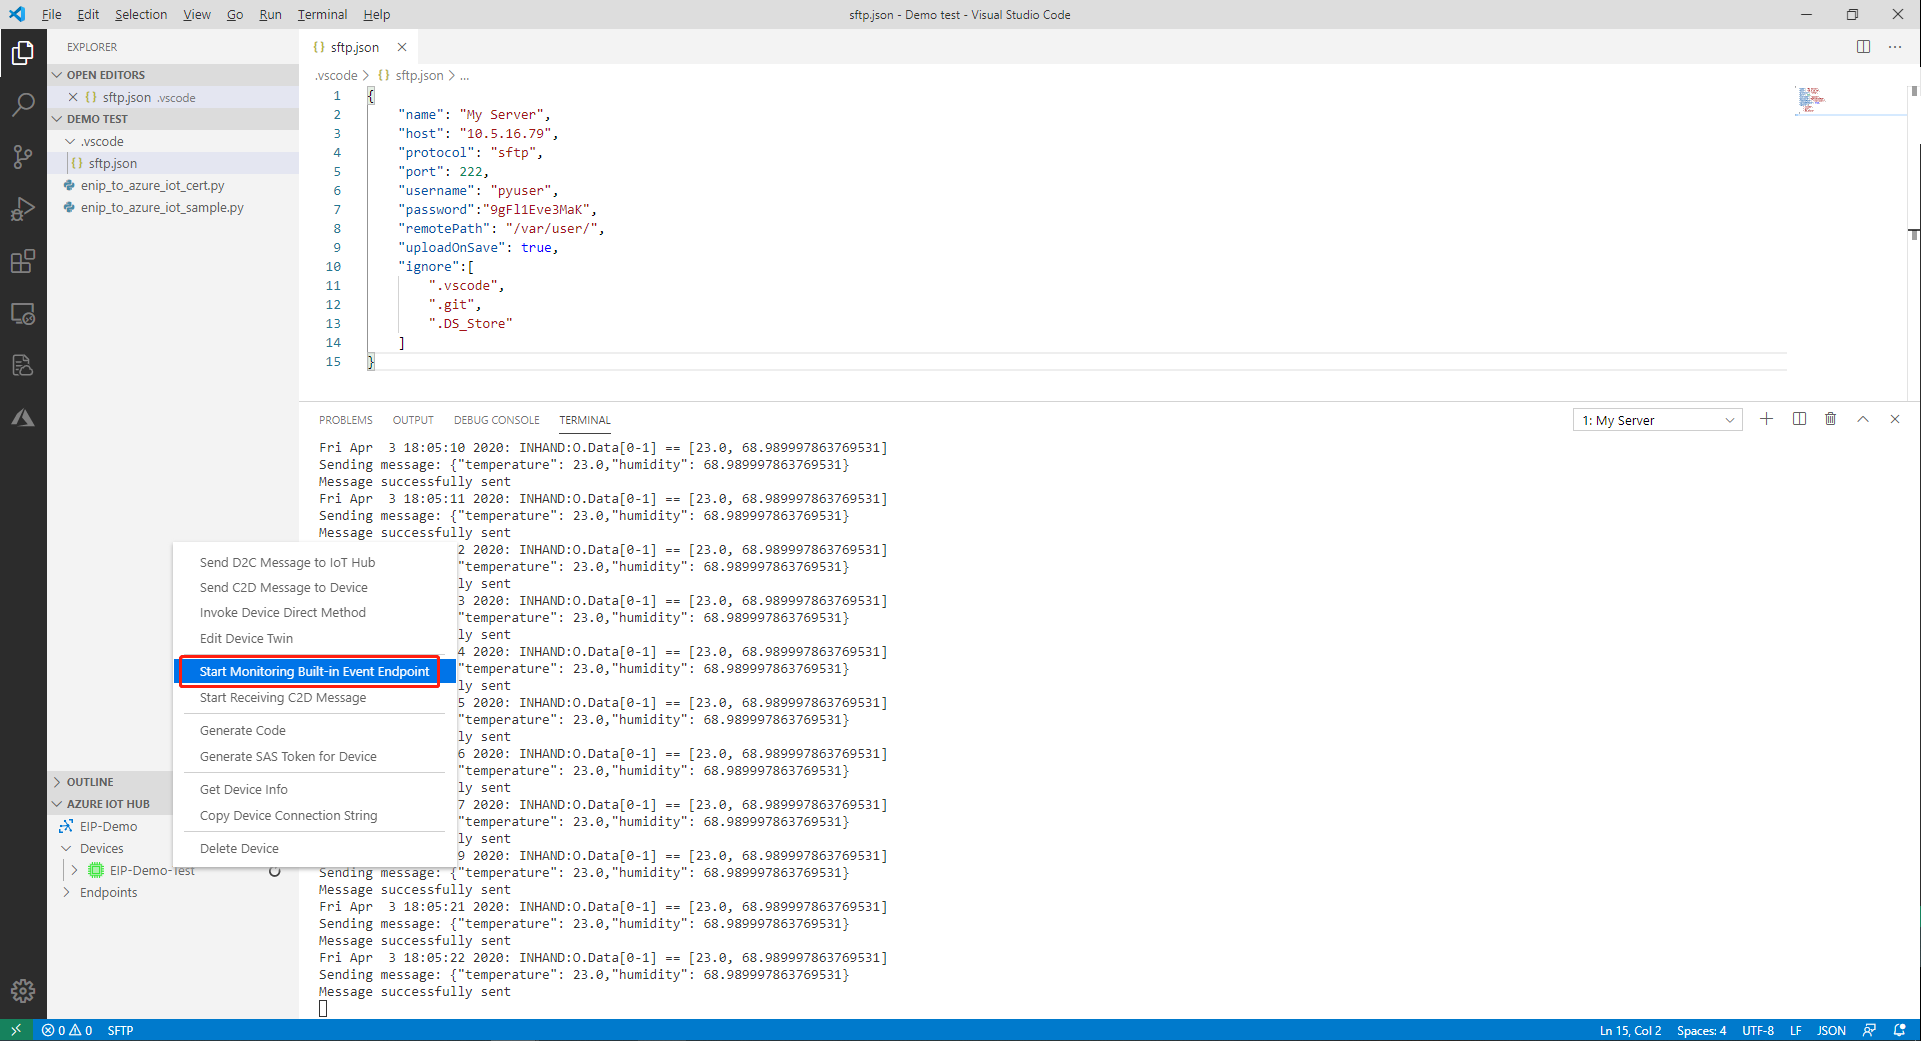 File Edit Selection View Go Run Terminal Help
sftp.json - Demo test - Visual Studio Code
EXPLORER
OPEN EDITORS
sftp.json .vscode
DEMO TEST
.vscode
{} sftp.json
enip_to_azure_iot_cert.py
enip_to_azure_iot_sample.py
{} sftp.json
.vscode > {} sftp.json > ...
1 {
2 "name": "My Server",
3 "host": "10.5.16.79",
4 "protocol": "sftp",
5 "port": 222,
6 "username": "pyuser",
7 "password":"9gFl1Eve3MaK",
8 "remotePath": "/var/user/",
9 "uploadOnSave": true,
10 "ignore":[
11 ".vscode",
12 ".git",
13 ".DS_Store"
14 ]
15 }
PROBLEMS OUTPUT DEBUG CONSOLE TERMINAL
1: My Server
Fri Apr  3 18:05:10 2020: INHAND:O.Data[0-1] == [23.0, 68.989997863769531]
Sending message: {"temperature": 23.0,"humidity": 68.989997863769531}
Message successfully sent
Fri Apr  3 18:05:11 2020: INHAND:O.Data[0-1] == [23.0, 68.989997863769531]
Sending message: {"temperature": 23.0,"humidity": 68.989997863769531}
Message successfully sent
2 2020: INHAND:O.Data[0-1] == [23.0, 68.989997863769531]
"temperature": 23.0,"humidity": 68.989997863769531}
ly sent
3 2020: INHAND:O.Data[0-1] == [23.0, 68.989997863769531]
"temperature": 23.0,"humidity": 68.989997863769531}
ly sent
4 2020: INHAND:O.Data[0-1] == [23.0, 68.989997863769531]
"temperature": 23.0,"humidity": 68.989997863769531}
ly sent
5 2020: INHAND:O.Data[0-1] == [23.0, 68.989997863769531]
"temperature": 23.0,"humidity": 68.989997863769531}
ly sent
6 2020: INHAND:O.Data[0-1] == [23.0, 68.989997863769531]
"temperature": 23.0,"humidity": 68.989997863769531}
ly sent
7 2020: INHAND:O.Data[0-1] == [23.0, 68.989997863769531]
"temperature": 23.0,"humidity": 68.989997863769531}
ly sent
9 2020: INHAND:O.Data[0-1] == [23.0, 68.989997863769531]
Sending message: {"temperature": 23.0,"humidity": 68.989997863769531}
Message successfully sent
Fri Apr  3 18:05:21 2020: INHAND:O.Data[0-1] == [23.0, 68.989997863769531]
Sending message: {"temperature": 23.0,"humidity": 68.989997863769531}
Message successfully sent
Fri Apr  3 18:05:22 2020: INHAND:O.Data[0-1] == [23.0, 68.989997863769531]
Sending message: {"temperature": 23.0,"humidity": 68.989997863769531}
Message successfully sent
Send D2C Message to IoT Hub
Send C2D Message to Device
Invoke Device Direct Method
Edit Device Twin
Start Monitoring Built-in Event Endpoint
Start Receiving C2D Message
Generate Code
Generate SAS Token for Device
Get Device Info
Copy Device Connection String
Delete Device
OUTLINE
AZURE IOT HUB
EIP-Demo
Devices
EIP-Demo-Test
Endpoints
0 0 SFTP
Ln 15, Col 2 Spaces: 4 UTF-8 LF JSON